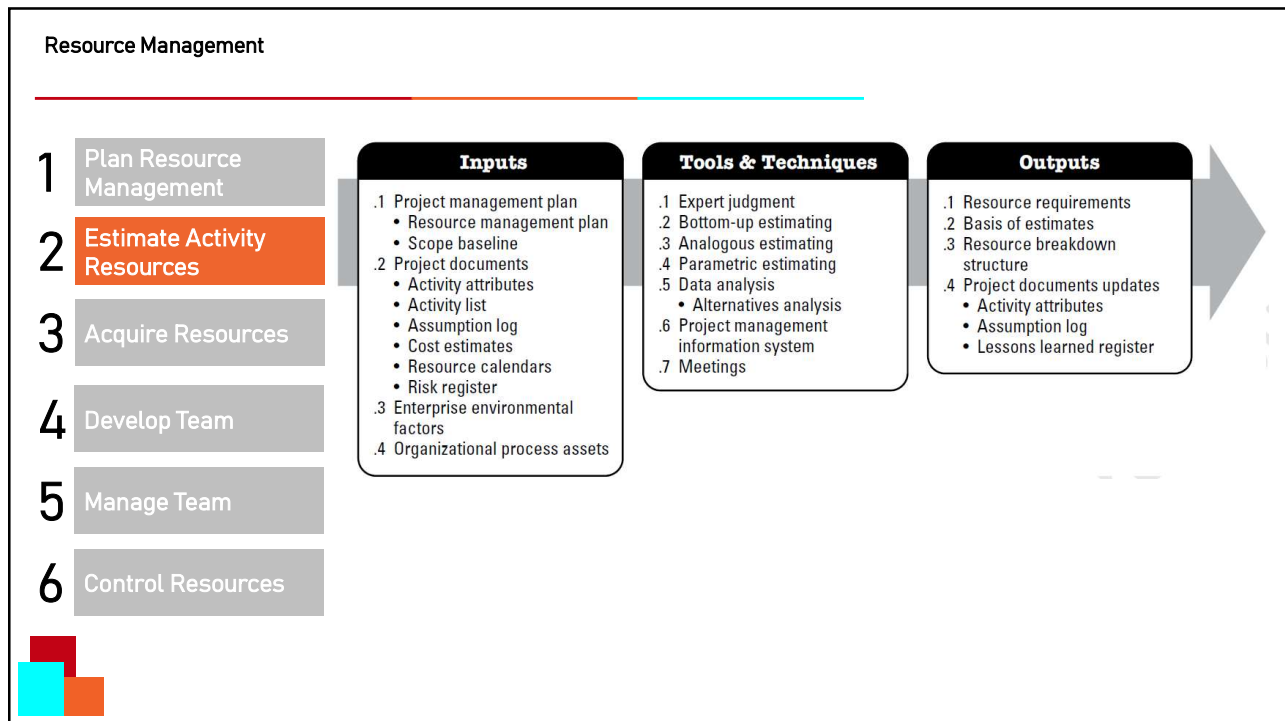 Resource Management
1
Plan Resource
Management
2
Estimate Activity
Resources
3
Acquire Resources
4
Develop Team
5
Manage Team
6
Control Resources
Inputs
.1 Project management plan
• Resource management plan
• Scope baseline
.2 Project documents
• Activity attributes
• Activity list
• Assumption log
• Cost estimates
• Resource calendars
• Risk register
.3 Enterprise environmental
factors
.4 Organizational process assets
Tools & Techniques
.1 Expert judgment
.2 Bottom-up estimating
.3 Analogous estimating
.4 Parametric estimating
.5 Data analysis
• Alternatives analysis
.6 Project management
information system
.7 Meetings
Outputs
.1 Resource requirements
.2 Basis of estimates
.3 Resource breakdown
structure
.4 Project documents updates
• Activity attributes
• Assumption log
• Lessons learned register